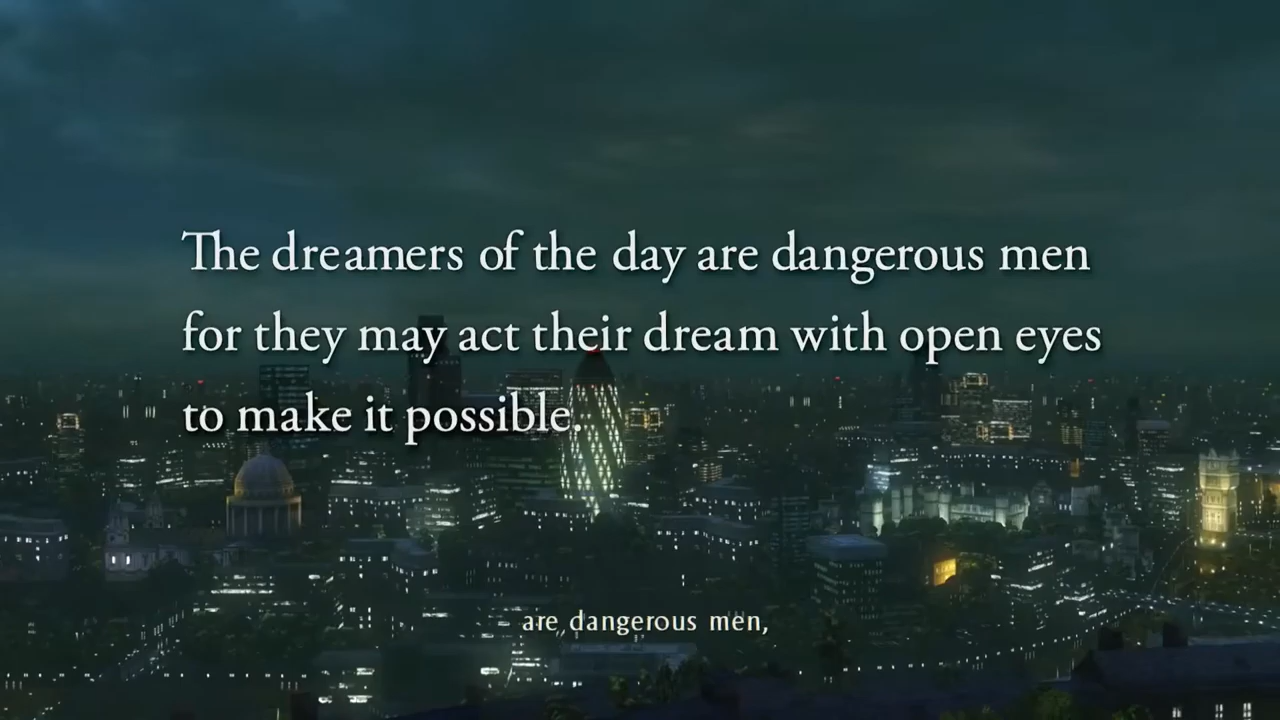 The dreamers of the day are dangerous men
for they may act their dream with open eyes
to make it possible.
are dangerous men,